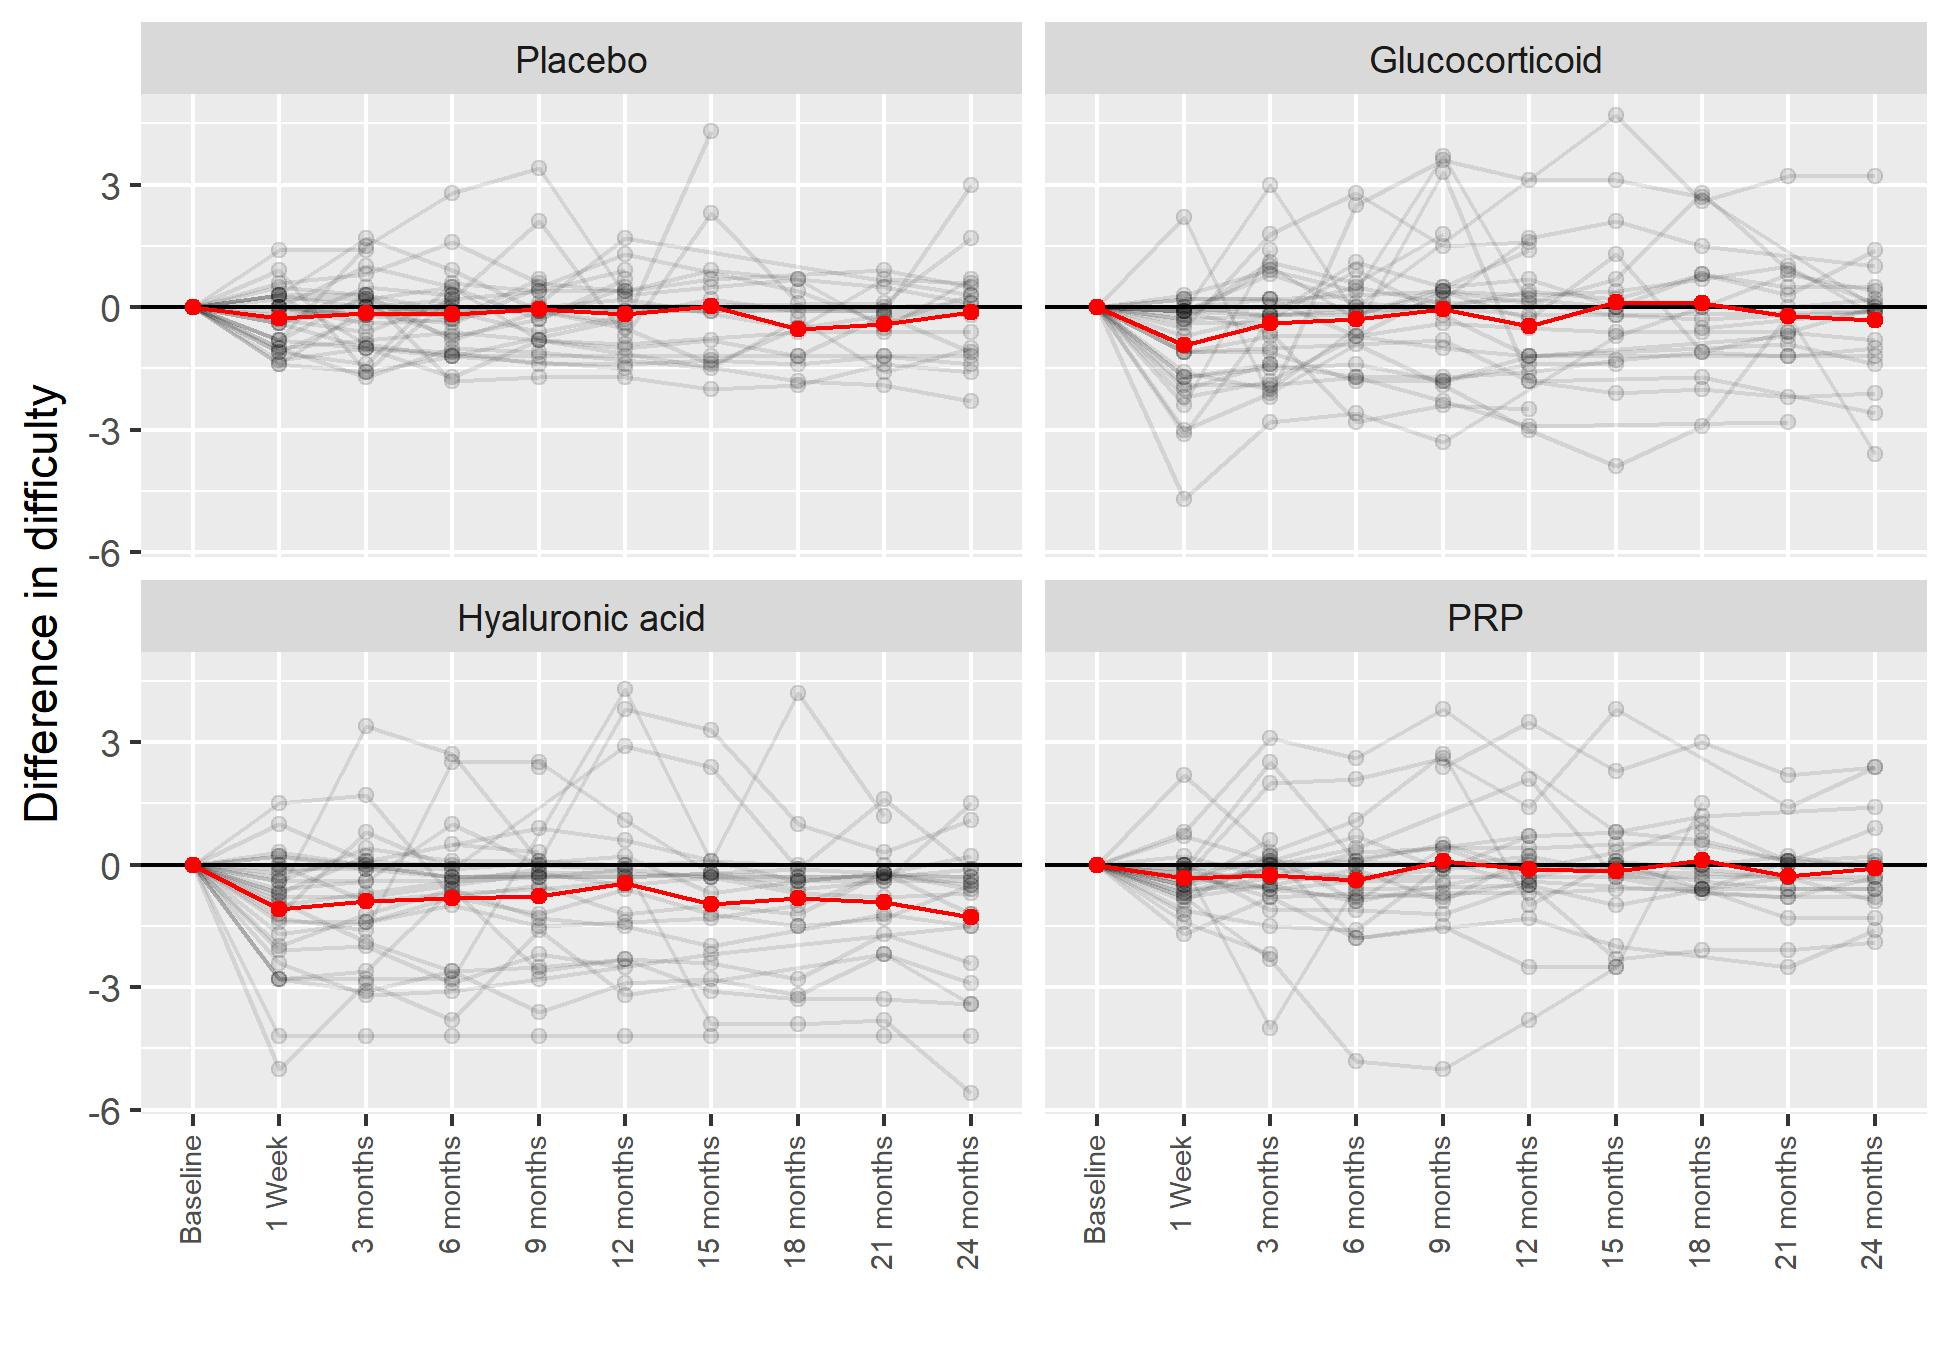 Placebo
Glucocorticoid
3
0
-3
-6
Hyaluronic acid
PRP
3
0
-3
-6
Difference in difficulty
Baseline
1 Week
3 months
6 months
9 months
12 months
15 months
18 months
21 months
24 months
Baseline
1 Week
3 months
6 months
9 months
12 months
15 months
18 months
21 months
24 months